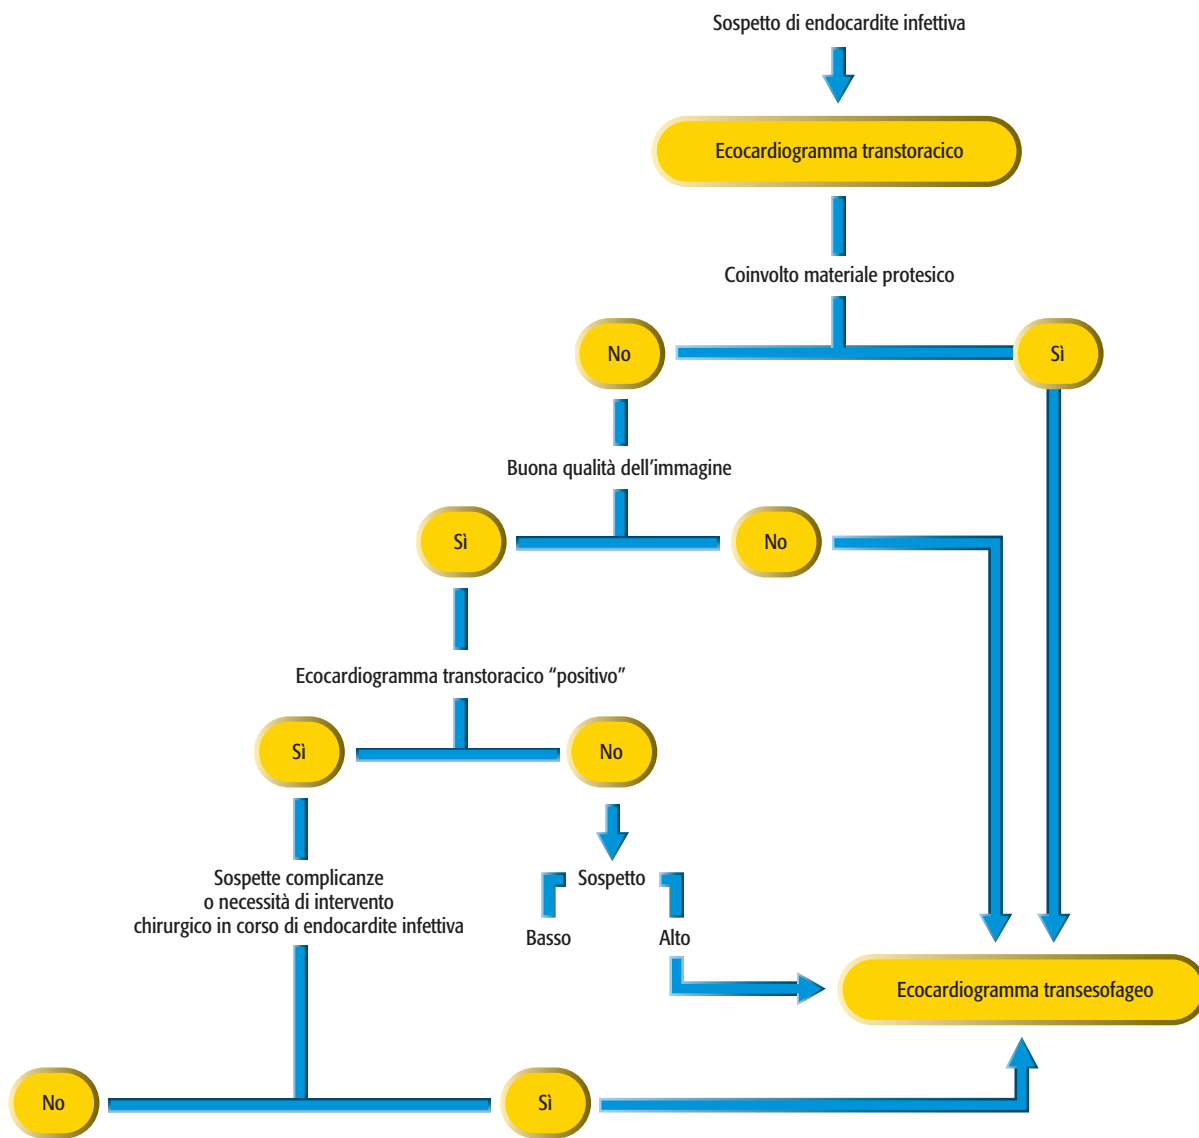 Sospetto di endocardite infettiva
Ecocardiogramma transtoracico
Coinvolto materiale protesico
No
Sì
Buona qualità dell’immagine
Sì
No
Ecocardiogramma transtoracico “positivo”
Sì
No
Sospette complicanze
o necessità di intervento
chirurgico in corso di endocardite infettiva
Sospetto
Basso
Alto
Ecocardiogramma transesofageo
No
Sì